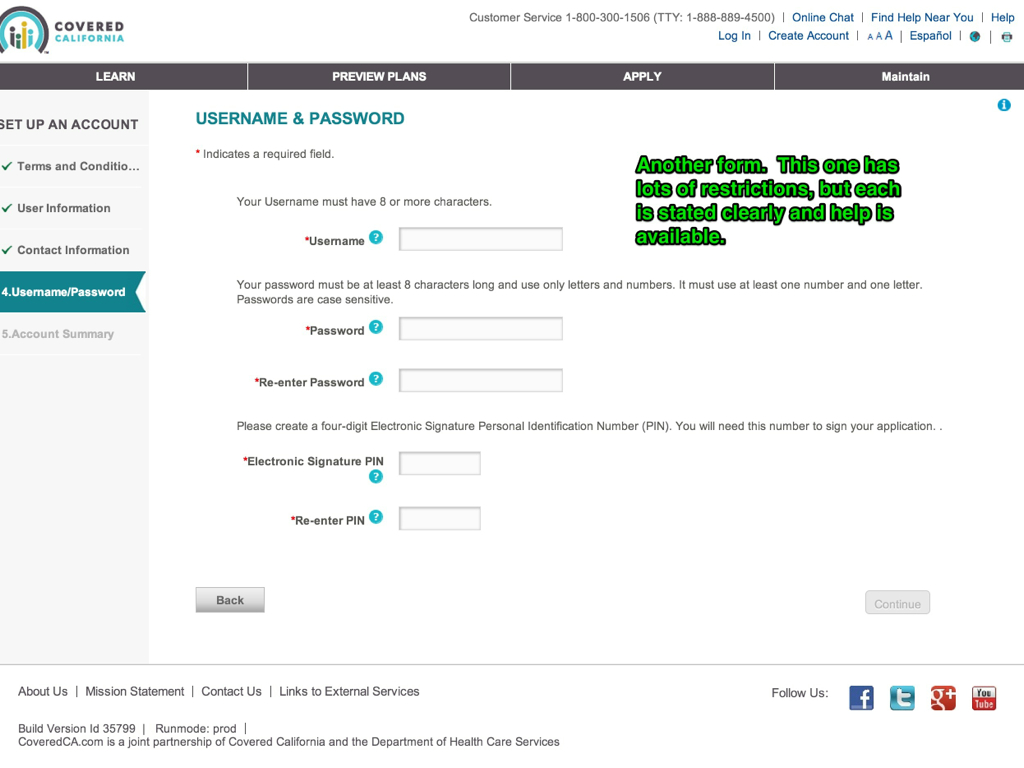 COVERED
CALIFORNIA
Customer Service 1-800-300-1506 (TTY: 1-888-889-4500) | Online Chat | Find Help Near You | Help
Log In | Create Account | A A A | Español | |
LEARN PREVIEW PLANS APPLY Maintain
SET UP AN ACCOUNT
Terms and Conditio...
User Information
Contact Information
4.Username/Password
5.Account Summary
USERNAME & PASSWORD
* Indicates a required field.
Another form. This one has
lots of restrictions, but each
is stated clearly and help is
available.
Your Username must have 8 or more characters.
*Username ?
Your password must be at least 8 characters long and use only letters and numbers. It must use at least one number and one letter.
Passwords are case sensitive.
*Password ?
*Re-enter Password ?
Please create a four-digit Electronic Signature Personal Identification Number (PIN). You will need this number to sign your application. .
*Electronic Signature PIN
?
*Re-enter PIN ?
Back Continue
About Us | Mission Statement | Contact Us | Links to External Services
Follow Us: f t g+ You Tube
Build Version Id 35799 | Runmode: prod |
CoveredCA.com is a joint partnership of Covered California and the Department of Health Care Services